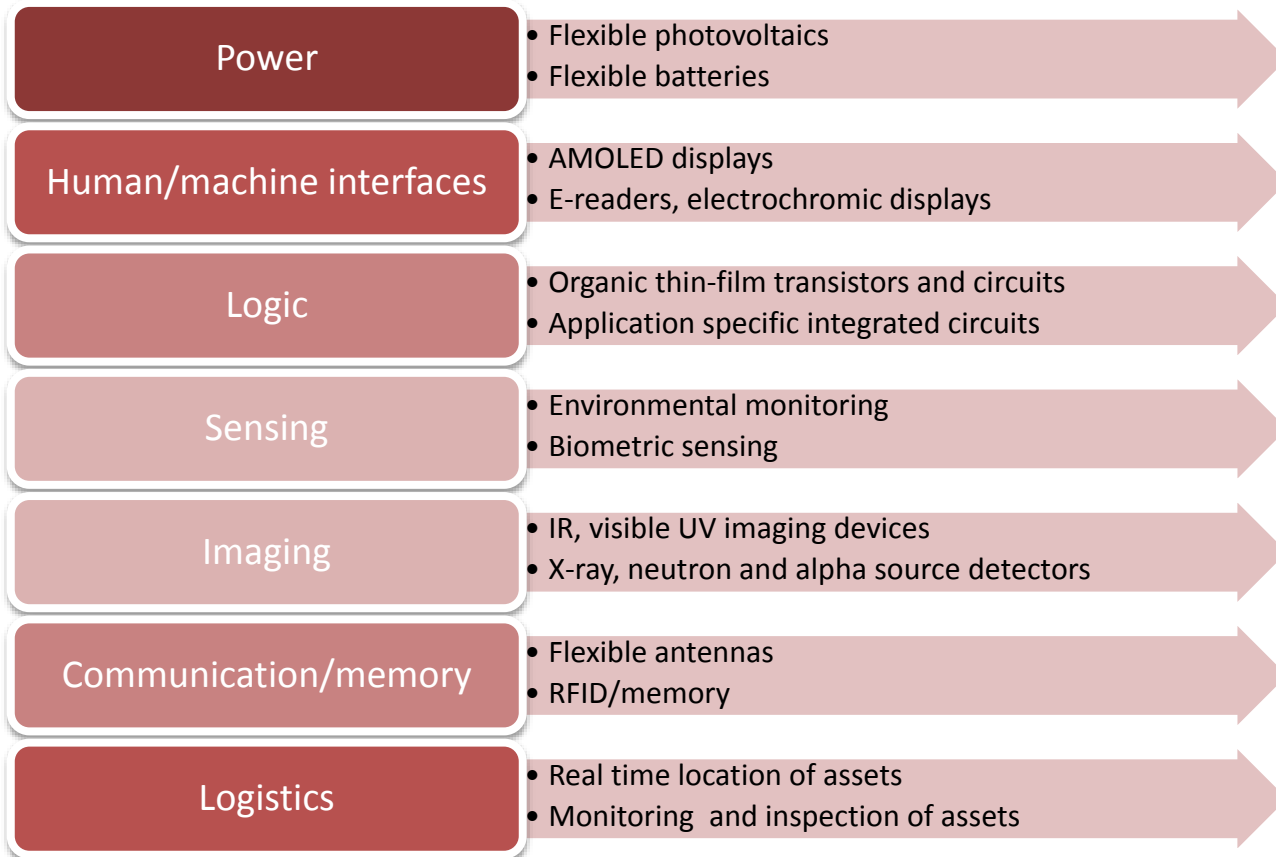 Power
• Flexible photovoltaics
• Flexible batteries
Human/machine interfaces
• AMOLED displays
• E-readers, electrochromic displays
Logic
• Organic thin-film transistors and circuits
• Application specific integrated circuits
Sensing
• Environmental monitoring
• Biometric sensing
Imaging
• IR, visible UV imaging devices
• X-ray, neutron and alpha source detectors
Communication/memory
• Flexible antennas
• RFID/memory
Logistics
• Real time location of assets
• Monitoring  and inspection of assets